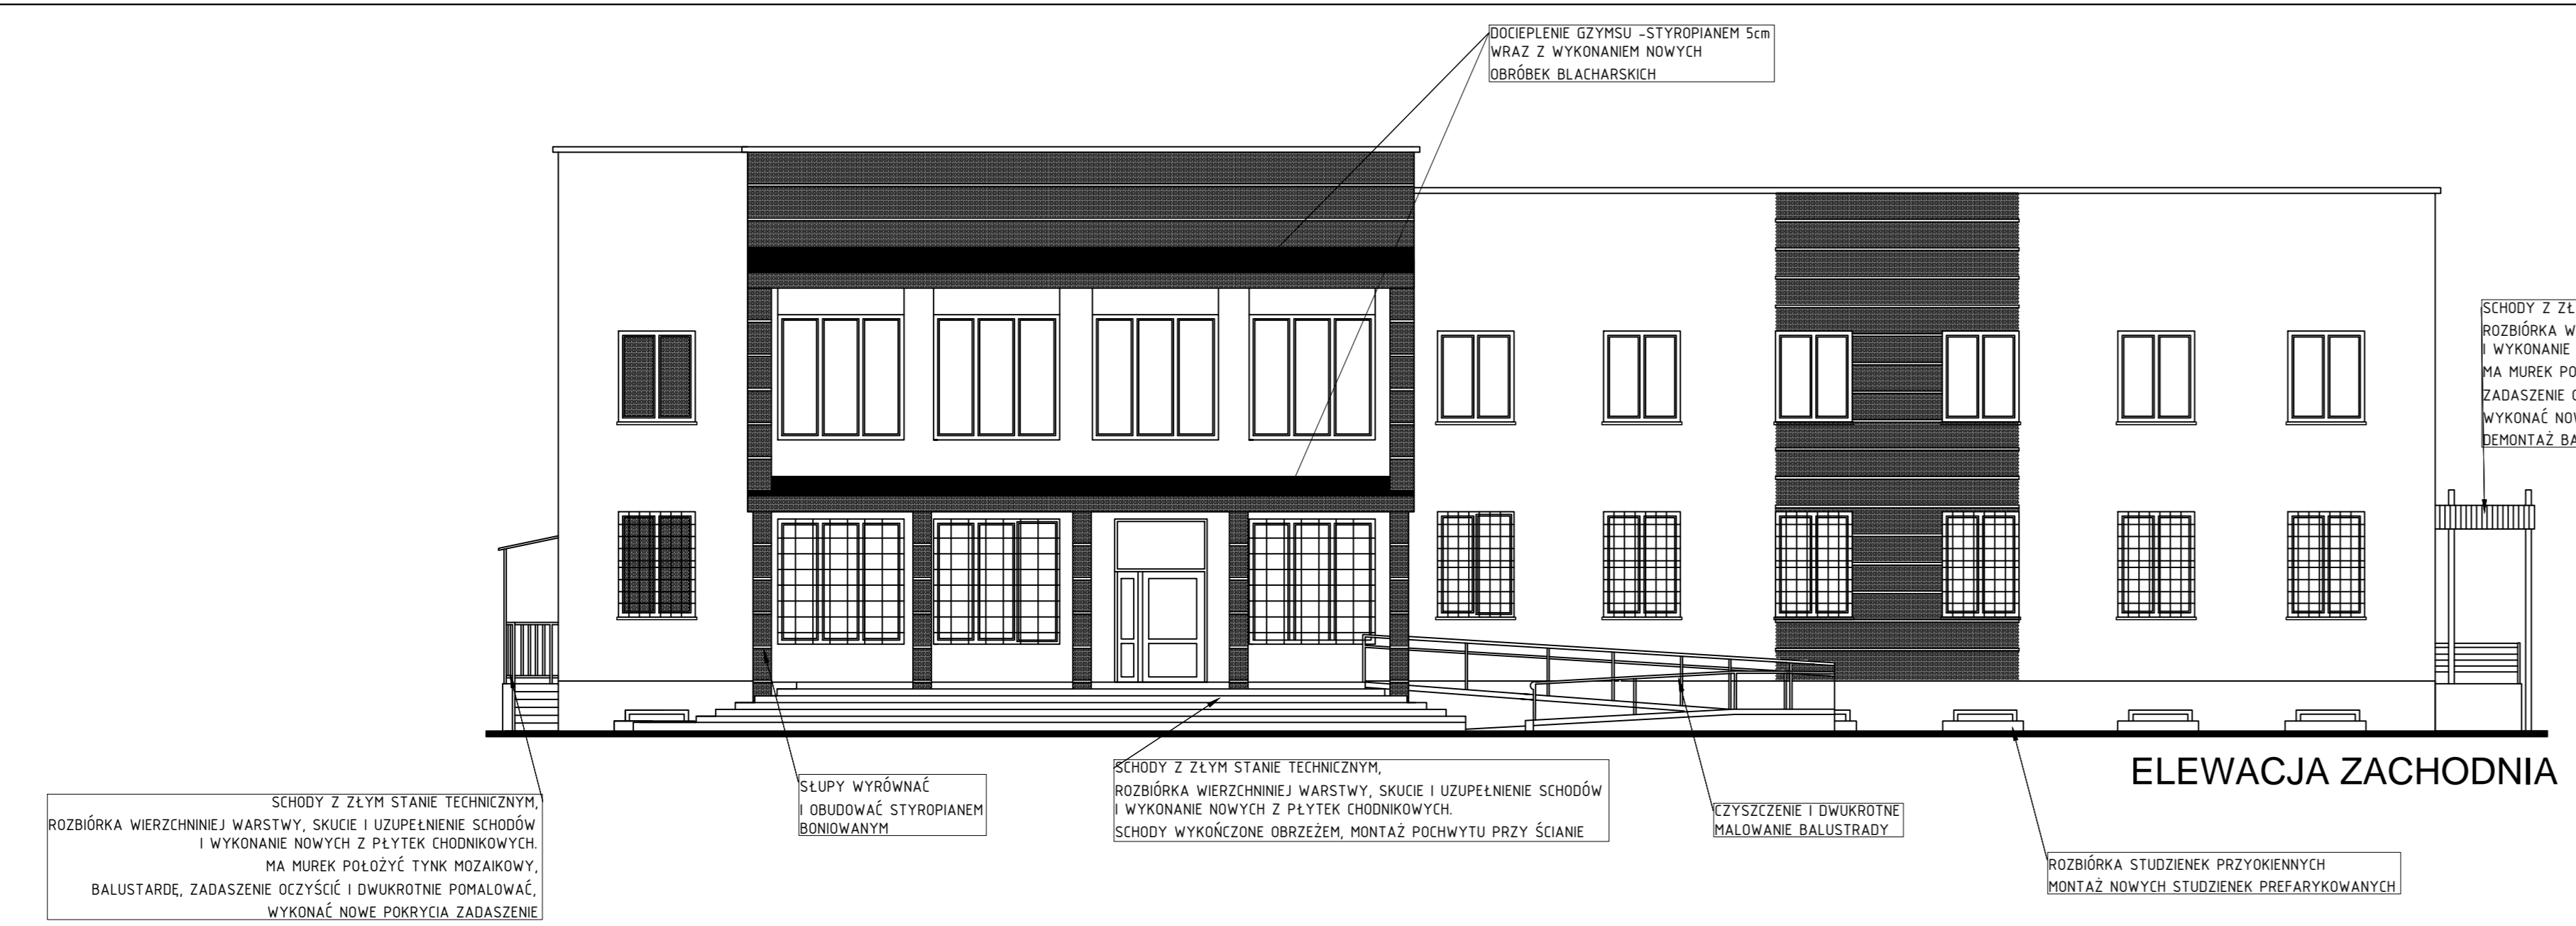 DOCIEPLENIE GZYMSU -STYROPIANEM 5cm
WRAZ Z WYKONANIEM NOWYCH
OBRÓBEK BLACHARSKICH
SCHODY Z ZŁ
ROZBIÓRKA W
I WYKONANIE
MA MUREK PO
ZADASZENIE
WYKONAĆ NO
DEMONTAŻ BA
ELEWACJA ZACHODNIA
SCHODY Z ZŁYM STANIE TECHNICZNYM,
ROZBIÓRKA WIERZCHNINIEJ WARSTWY, SKUCIE I UZUPEŁNIENIE SCHODÓW
I WYKONANIE NOWYCH Z PŁYTEK CHODNIKOWYCH.
MA MUREK POŁOŻYĆ TYNK MOZAIKOWY,
BALUSTARDĘ, ZADASZENIE OCZYŚCIĆ I DWUKROTNIE POMALOWAĆ,
WYKONAĆ NOWE POKRYCIA ZADASZENIE
SŁUPY WYRÓWNAĆ
I OBUDOWAĆ STYROPIANEM
BONIOWANYM
SCHODY Z ZŁYM STANIE TECHNICZNYM,
ROZBIÓRKA WIERZCHNINIEJ WARSTWY, SKUCIE I UZUPEŁNIENIE SCHODÓW
I WYKONANIE NOWYCH Z PŁYTEK CHODNIKOWYCH.
SCHODY WYKOŃCZONE OBRZEŻEM, MONTAŻ POCHWYTU PRZY ŚCIANIE
CZYSZCZENIE I DWUKROTNE
MALOWANIE BALUSTRADY
ROZBIÓRKA STUDZIENEK PRZYOKIENNYCH
MONTAŻ NOWYCH STUDZIENEK PREFARYKOWANYCH